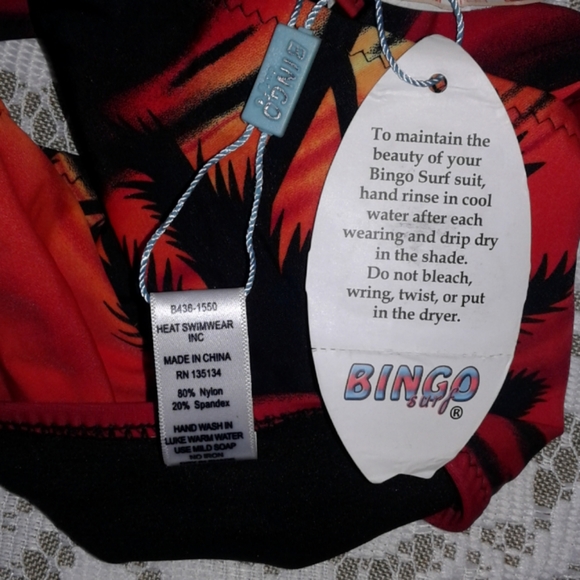 BINGO
To maintain the
beauty of your
Bingo Surf suit,
hand rinse in cool
water after each
wearing and drip dry
in the shade.
Do not bleach,
wring, twist, or put
in the dryer.
BINGO
surf ®
B436-1550
HEAT SWIMWEAR
INC
MADE IN CHINA
RN 135134
80% Nylon
20% Spandex
HAND WASH IN
LUKE WARM WATER
USE MILD SOAP
NO IRON